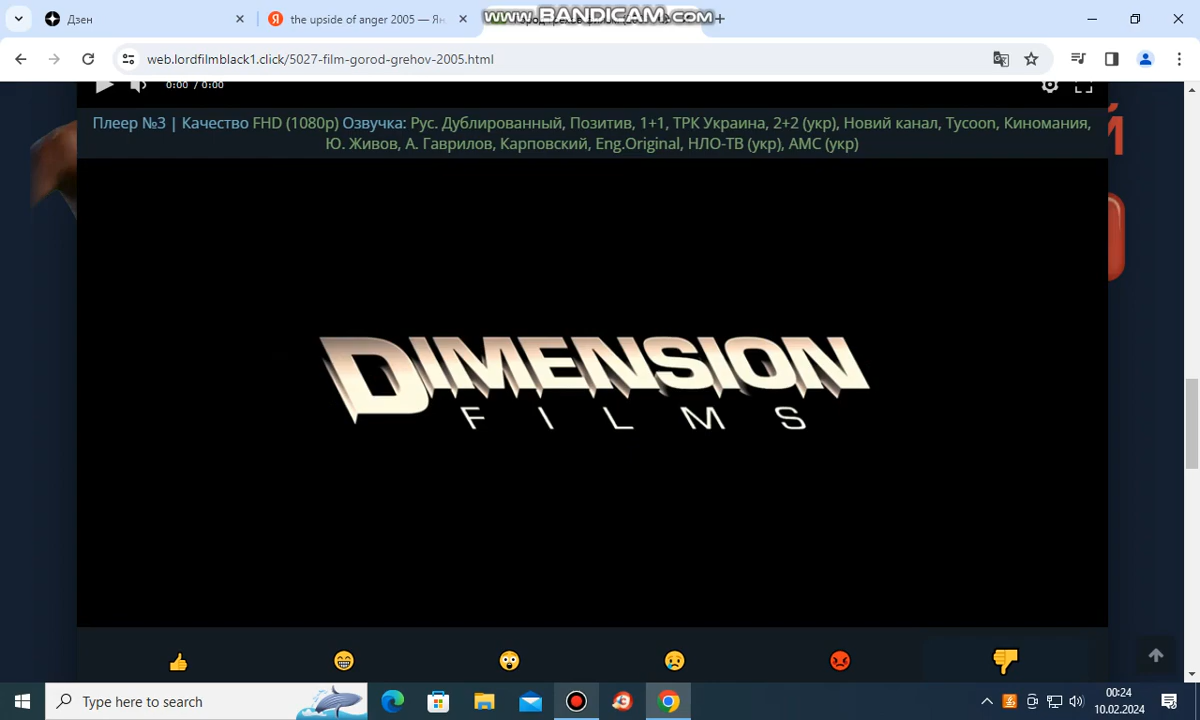 Дзен
the upside of anger 2005 — Ян
WWW.BANDICAM.COM
web.lordfilmblack1.click/5027-film-gorod-grehov-2005.html
0:00 / 0:00
Плеер №3 | Качество FHD (1080p) Озвучка: Рус. Дублированный, Позитив, 1+1, ТРК Украина, 2+2 (укр), Новий канал, Tycoon, Киномания,
Ю. Живов, А. Гаврилов, Карповский, Eng.Original, НЛО-ТВ (укр), АМС (укр)
Й
DIMENSION
FILMS
Type here to search
00:24
10.02.2024